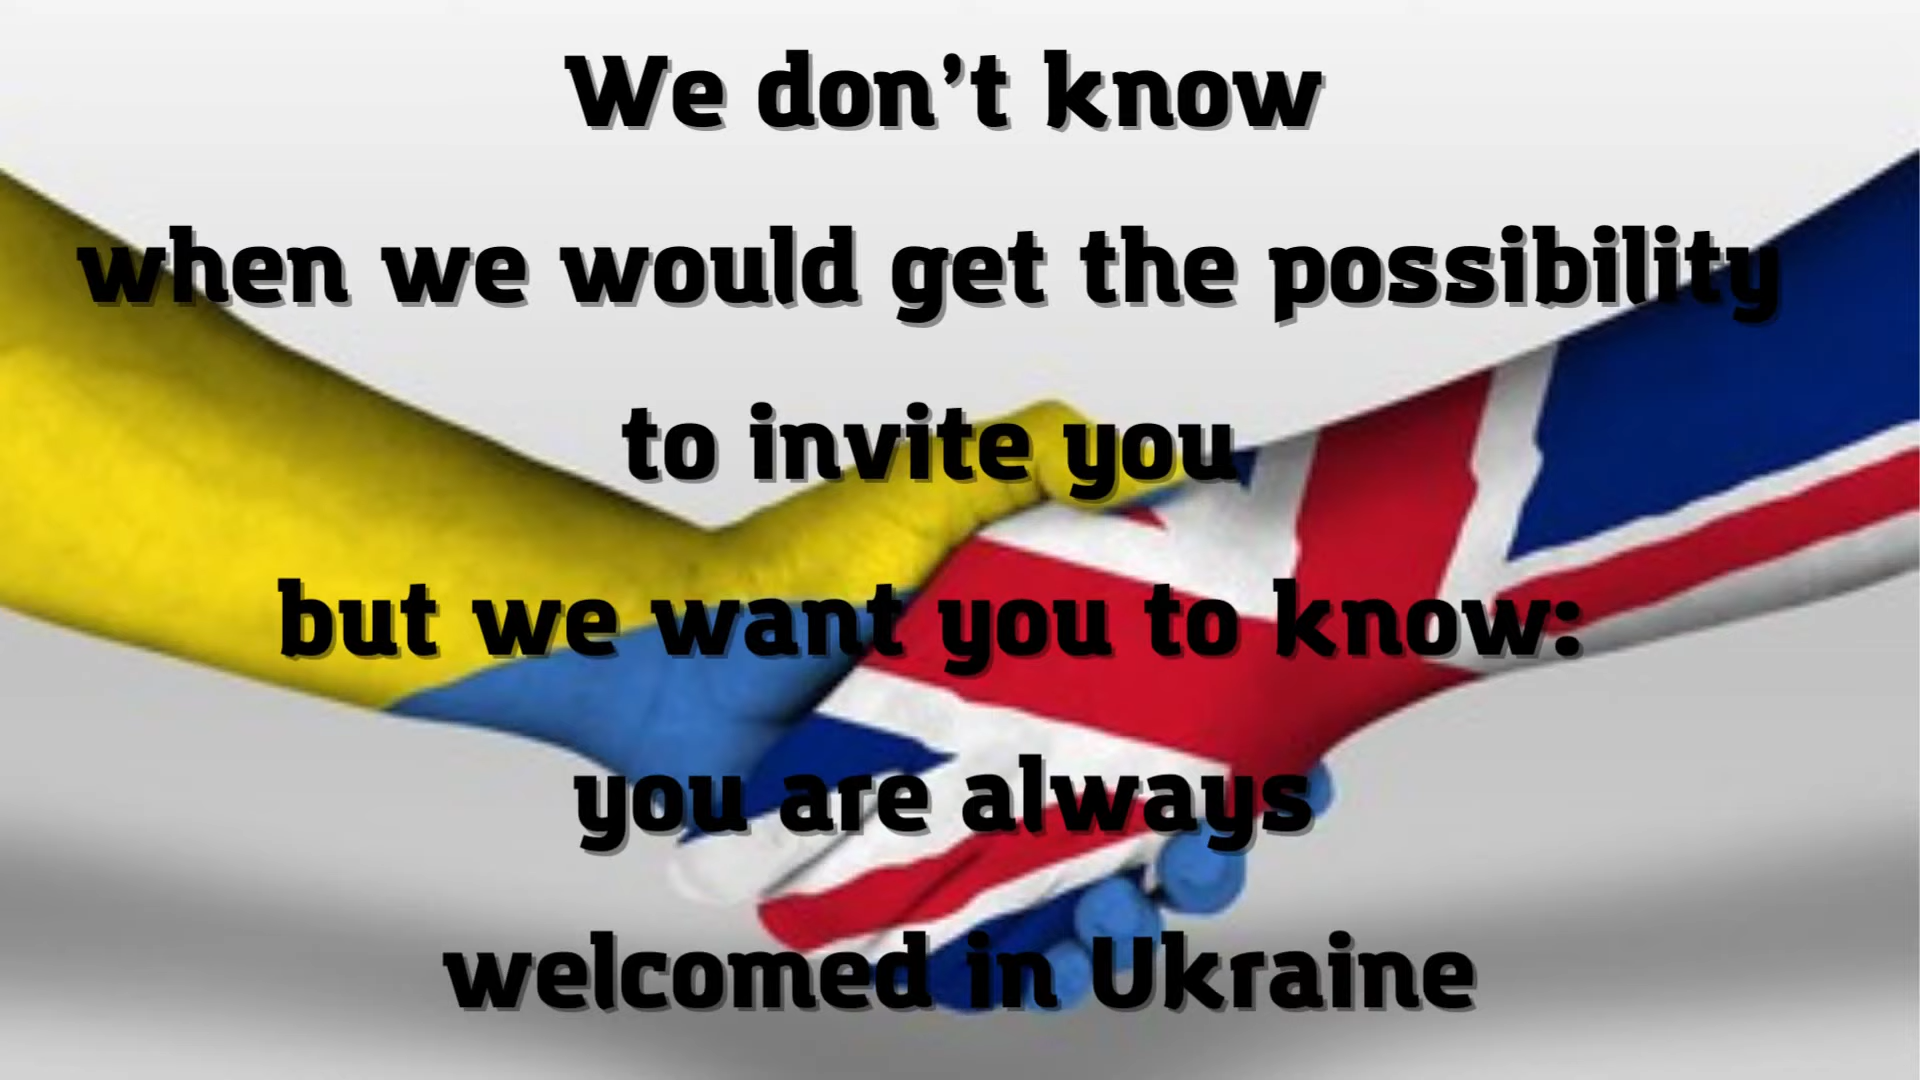 We don’t know
when we would get the possibility
to invite you
but we want you to know:
you are always
welcomed in Ukraine